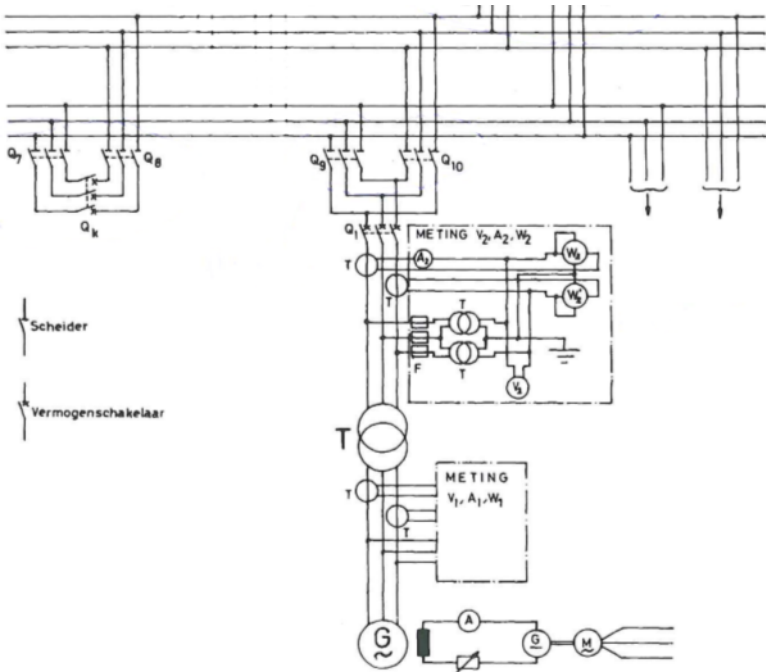 Q7
Q8
Qk
Q9
Q10
Q1
METING V2, A2, W2
T
A2
W2
T
W2'
T
T
F
V2
Scheider
Vermogenschakelaar
T
T
METING
V1, A1, W1
T
G
~
A
G
M
~